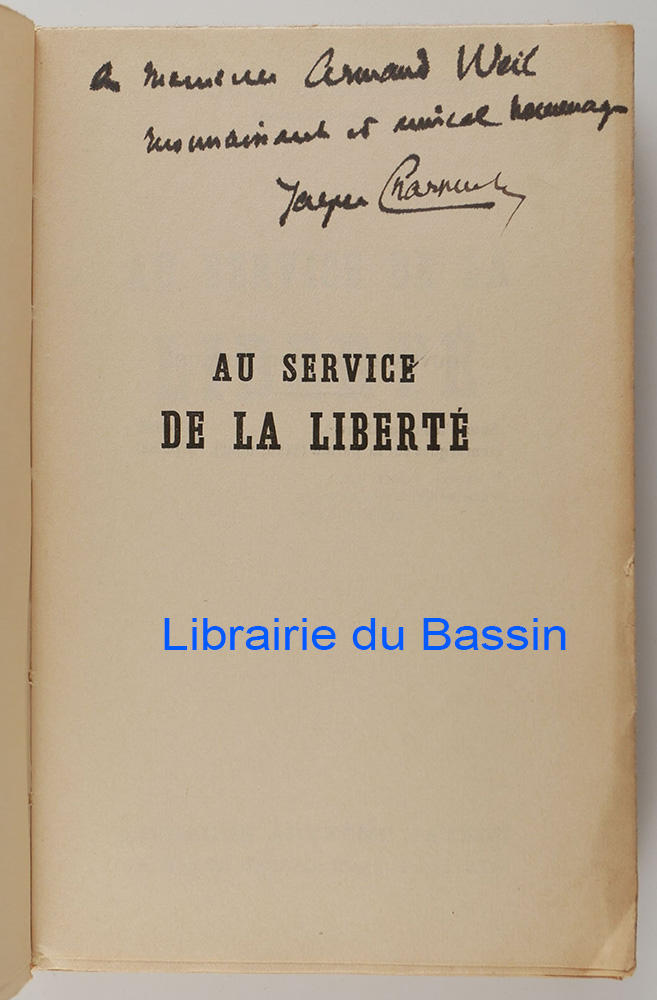 A Monsieur Armand Weil
reconnaissant et amical hommage
Jacques Chastenet
AU SERVICE
DE LA LIBERTÉ
Librairie du Bassin